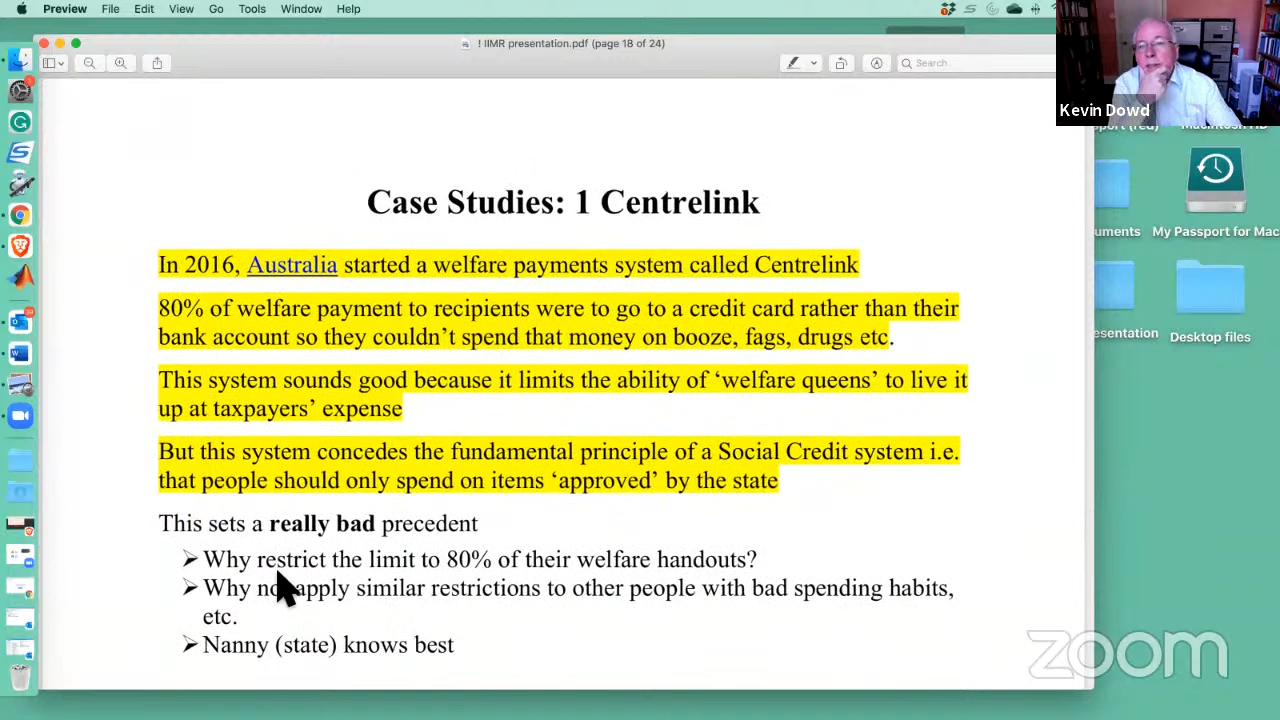 Preview File Edit View Go Tools Window Help
! IIMR presentation.pdf (page 18 of 24)
Search
Kevin Dowd
Case Studies: 1 Centrelink
In 2016, Australia started a welfare payments system called Centrelink
80% of welfare payment to recipients were to go to a credit card rather than their
bank account so they couldn't spend that money on booze, fags, drugs etc.
This system sounds good because it limits the ability of 'welfare queens' to live it
up at taxpayers' expense
But this system concedes the fundamental principle of a Social Credit system i.e.
that people should only spend on items 'approved' by the state
This sets a really bad precedent
➢ Why restrict the limit to 80% of their welfare handouts?
➢ Why apply similar restrictions to other people with bad spending habits,
etc.
➢ Nanny (state) knows best
My Passport for Mac
Desktop files
zoom